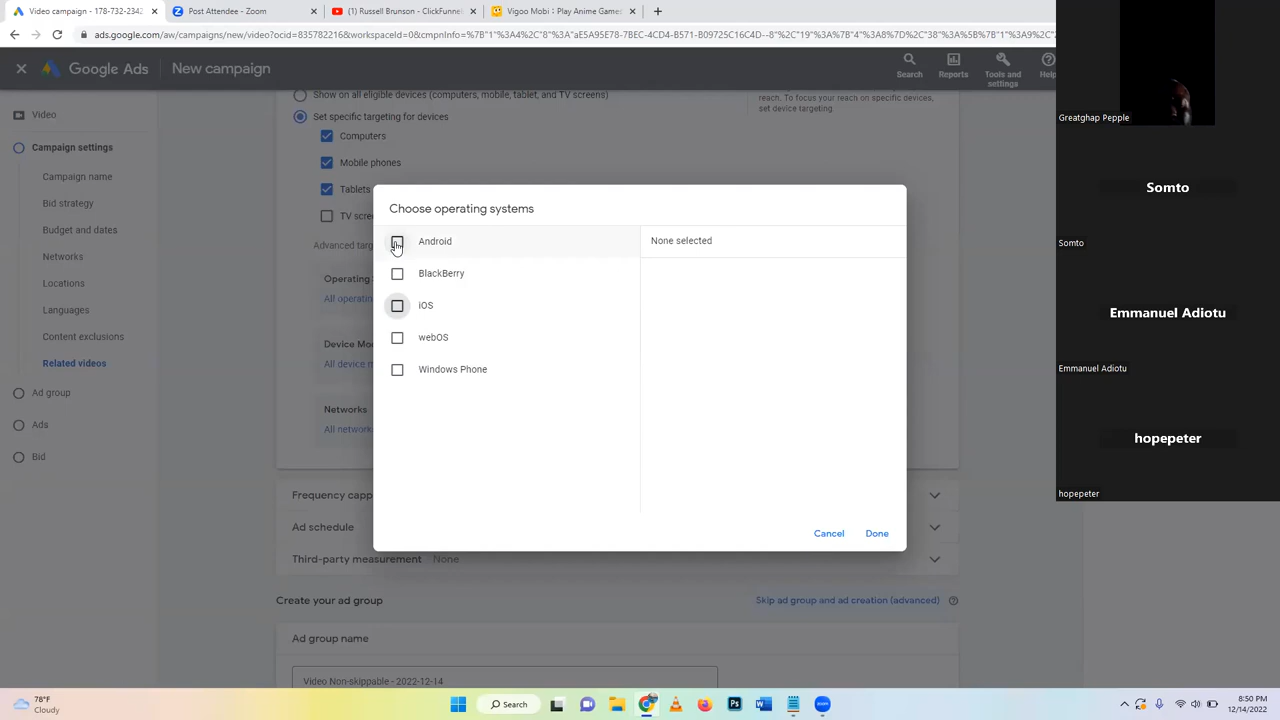 Video campaign - 178-732-2342
Post Attendee - Zoom
(1) Russell Brunson - ClickFunnel
Vigoo Mobi : Play Anime Games
ads.google.com/aw/campaigns/new/video?ocid=835782216&workspaceId=0&cmpnInfo=%7B"1"%3A4%2C"8"%3A"aE5A95E78-7BEC-4CD4-B571-B09725C16C4D--8"%2C"19"%3A%7B"4"%3A8%7D%2C"38"%3A%5B%7B"1"%3A9%2C"
Google Ads
New campaign
Search
Reports
Tools and settings
Help
Video
Campaign settings
Campaign name
Bid strategy
Budget and dates
Networks
Locations
Languages
Content exclusions
Related videos
Ad group
Ads
Bid
Show on all eligible devices (computers, mobile, tablet, and TV screens)
Set specific targeting for devices
Computers
Mobile phones
Tablets
TV scre
Advanced targ
Operating
All operatin
Device Mo
All device m
Networks
All network
reach. To focus your reach on specific devices,
set device targeting.
Choose operating systems
Android
BlackBerry
iOS
webOS
Windows Phone
None selected
Cancel
Done
Frequency capp
Ad schedule
Third-party measurement
None
Create your ad group
Skip ad group and ad creation (advanced)
Ad group name
Video Non-skippable - 2022-12-14
Greatghap Pepple
Somto
Somto
Emmanuel Adiotu
Emmanuel Adiotu
hopepeter
hopepeter
78°F
Cloudy
Search
8:50 PM
12/14/2022